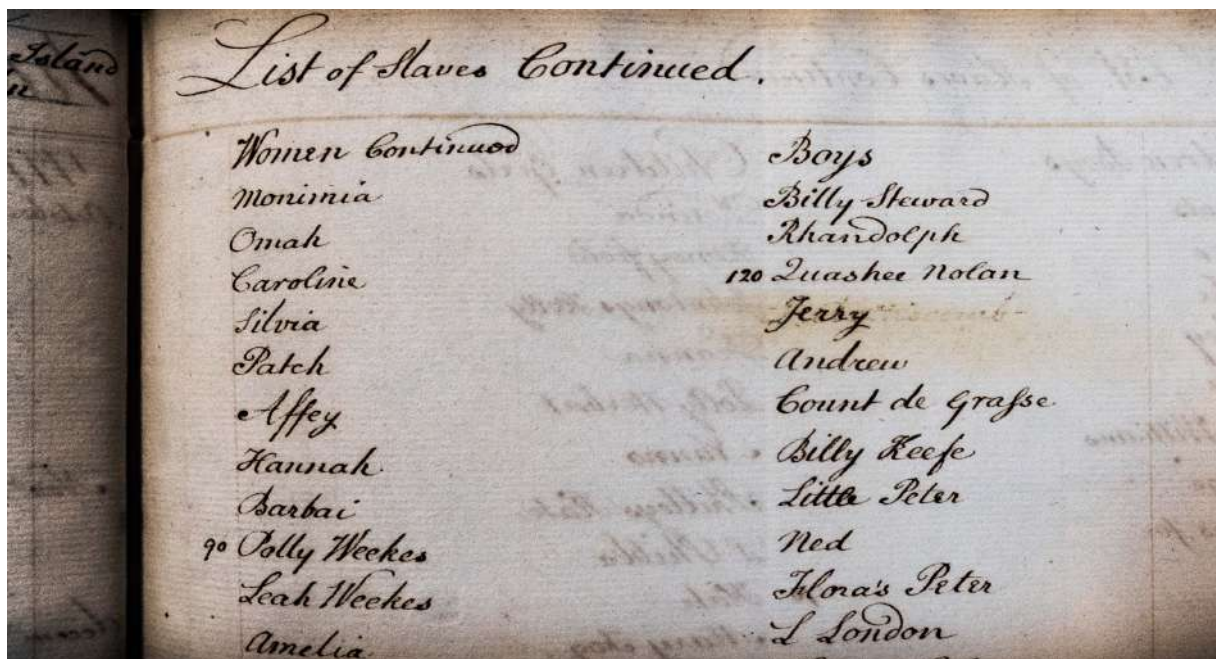 Island
List of Slaves Continued.
Women Continued
Monimia
Omah
Caroline
Silvia
Patch
Affey
Hannah
Barbai
90 Polly Weekes
Leah Weekes
Amelia
Boys
Billy Steward
Rhandolph
120 Quashee Nolan
Jerry
Andrew
Count de Grasse
Billy Keefe
Little Peter
Ned
Flora's Peter
L London